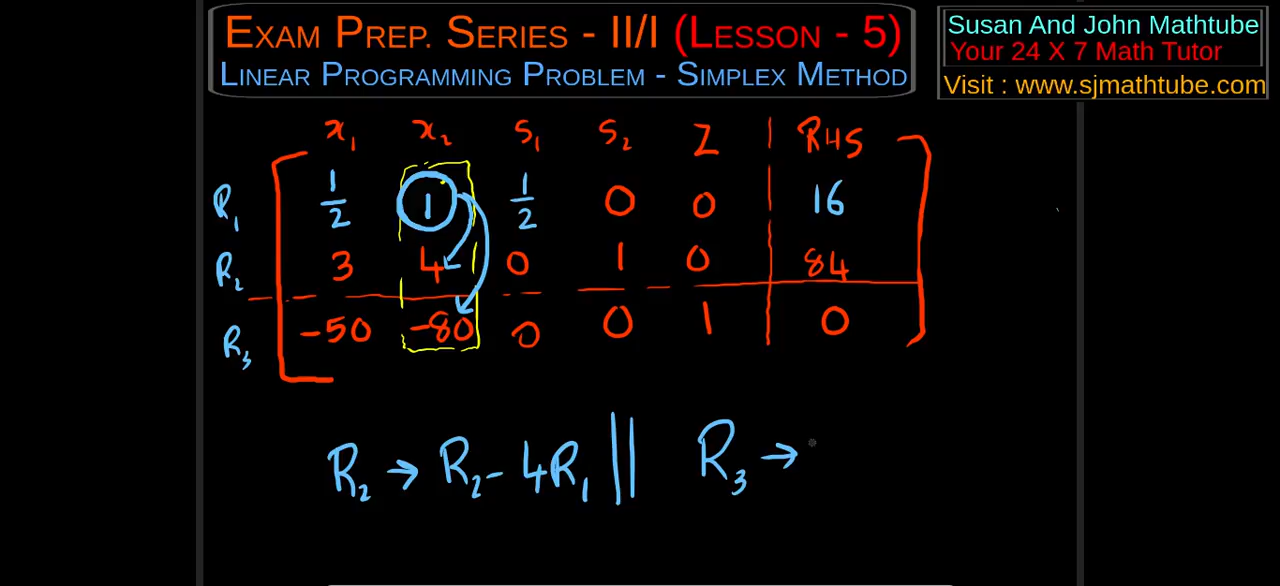 EXAM PREP. SERIES - II/I (LESSON - 5)
LINEAR PROGRAMMING PROBLEM - SIMPLEX METHOD
Susan And John Mathtube
Your 24 X 7 Math Tutor
Visit : www.sjmathtube.com
x₁ x₂ S₁ S₂ Z | RHS
R₁ 1/2 1 1/2 0 0 16
R₂ 3 4 0 1 0 84
R₃ -50 -80 0 0 1 0
R₂ → R₂ - 4R₁ || R₃ →